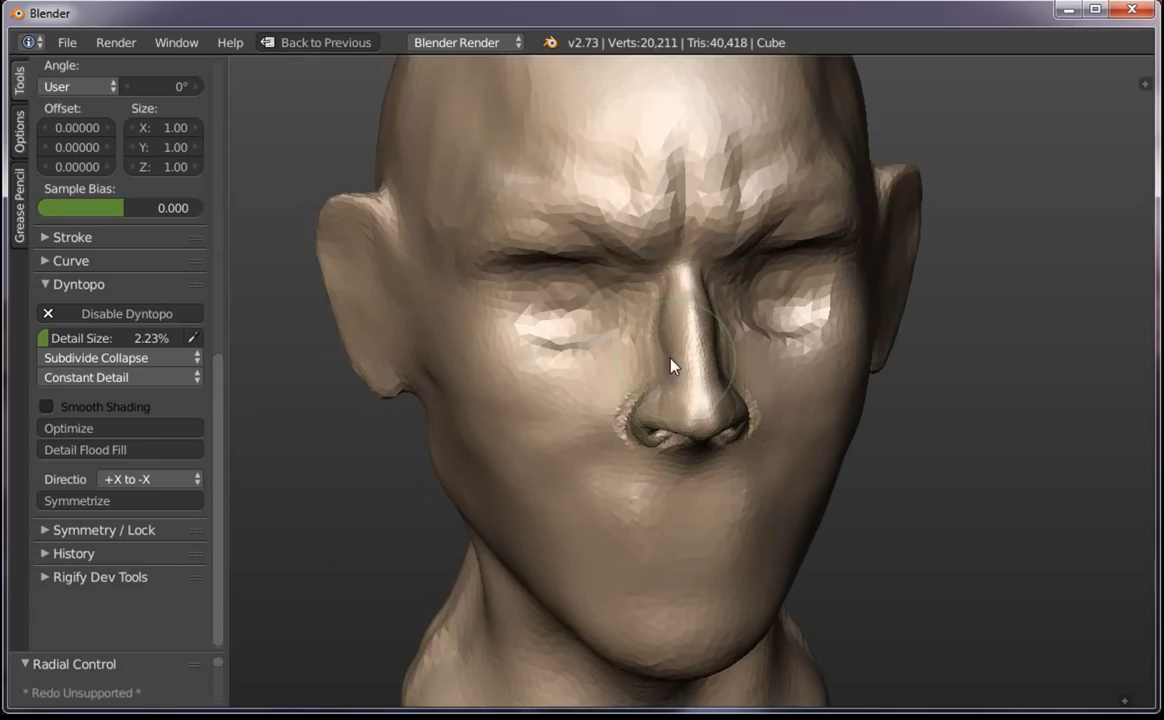 Blender
File Render Window Help Back to Previous Blender Render v2.73 | Verts:20,211 | Tris:40,418 | Cube
Tools
Options
Grease Pencil
Angle:
User 0°
Offset: Size:
0.00000 X: 1.00
0.00000 Y: 1.00
0.00000 Z: 1.00
Sample Bias:
0.000
Stroke
Curve
Dyntopo
Disable Dyntopo
Detail Size: 2.23%
Subdivide Collapse
Constant Detail
Smooth Shading
Optimize
Detail Flood Fill
Directio +X to -X
Symmetrize
Symmetry / Lock
History
Rigify Dev Tools
Radial Control
* Redo Unsupported *